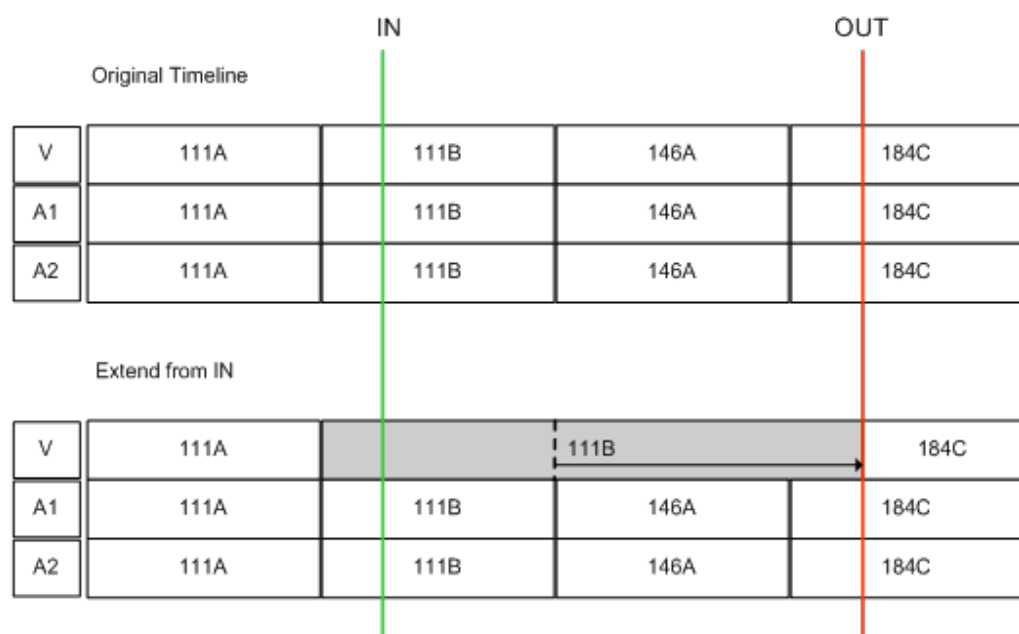 IN OUT
Original Timeline
V 111A 111B 146A 184C
A1 111A 111B 146A 184C
A2 111A 111B 146A 184C
Extend from IN
V 111A 111B 184C
A1 111A 111B 146A 184C
A2 111A 111B 146A 184C